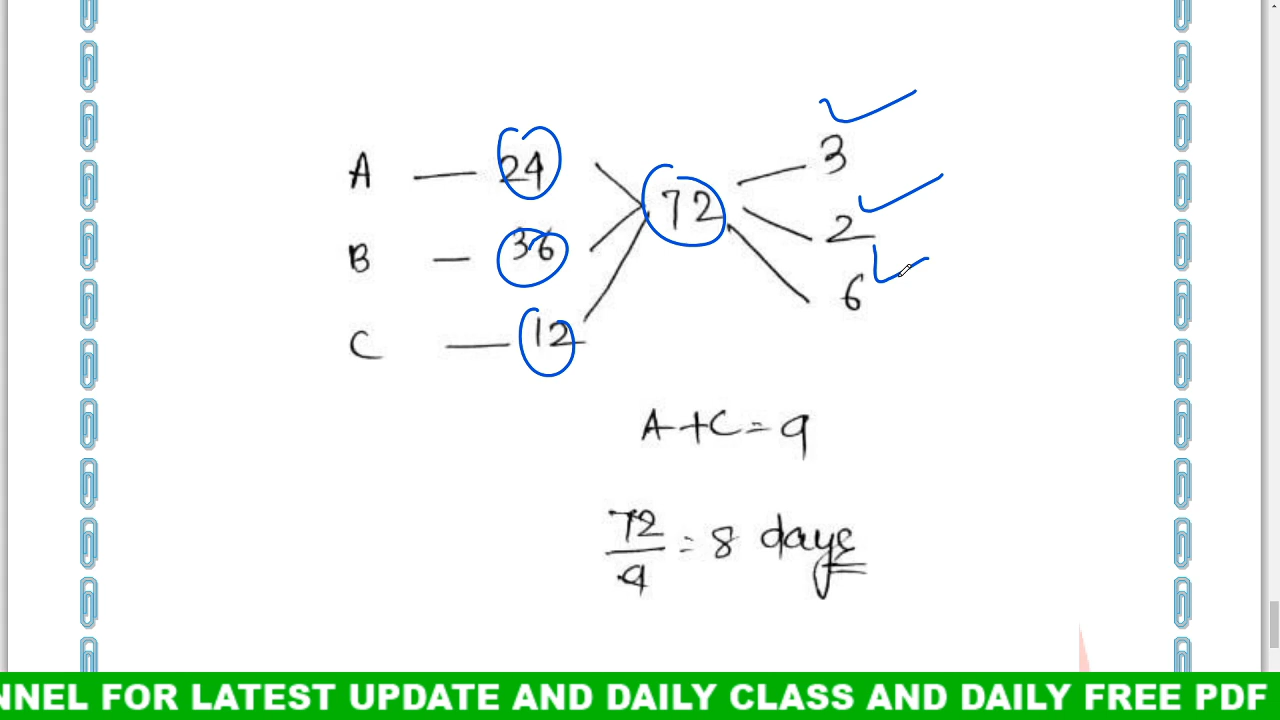 A — 24
B — 36
C — 12
72
3
2
6
A+C=9
72/9 = 8 days
NNEL FOR LATEST UPDATE AND DAILY CLASS AND DAILY FREE PDF